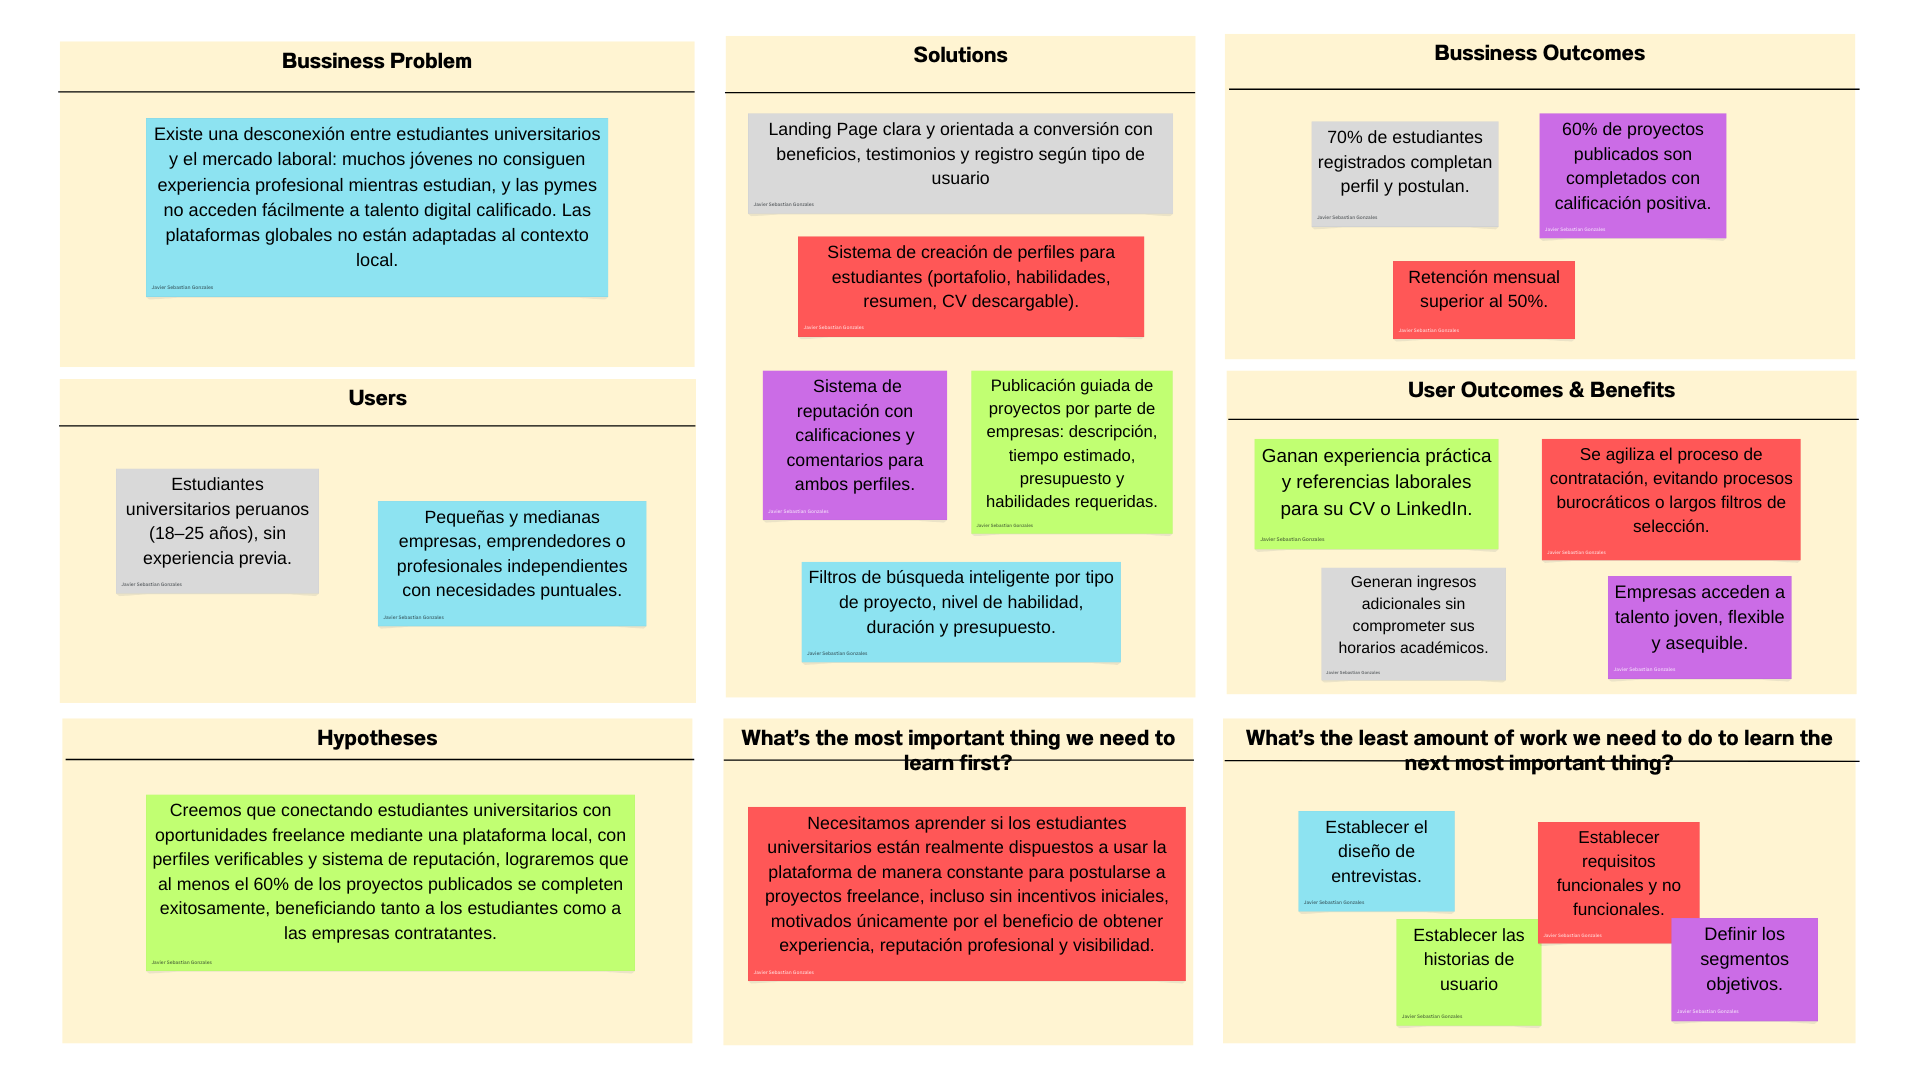 Bussiness Problem
Existe una desconexión entre estudiantes universitarios
y el mercado laboral: muchos jóvenes no consiguen
experiencia profesional mientras estudian, y las pymes
no acceden fácilmente a talento digital calificado. Las
plataformas globales no están adaptadas al contexto
local.
Javier Sebastian Gonzales
Users
Estudiantes
universitarios peruanos
(18–25 años), sin
experiencia previa.
Javier Sebastian Gonzales
Pequeñas y medianas
empresas, emprendedores o
profesionales independientes
con necesidades puntuales.
Javier Sebastian Gonzales
Solutions
Landing Page clara y orientada a conversión con
beneficios, testimonios y registro según tipo de
usuario
Javier Sebastian Gonzales
Sistema de creación de perfiles para
estudiantes (portafolio, habilidades,
resumen, CV descargable).
Javier Sebastian Gonzales
Sistema de
reputación con
calificaciones y
comentarios para
ambos perfiles.
Javier Sebastian Gonzales
Publicación guiada de
proyectos por parte de
empresas: descripción,
tiempo estimado,
presupuesto y
habilidades requeridas.
Javier Sebastian Gonzales
Filtros de búsqueda inteligente por tipo
de proyecto, nivel de habilidad,
duración y presupuesto.
Javier Sebastian Gonzales
Bussiness Outcomes
70% de estudiantes
registrados completan
perfil y postulan.
Javier Sebastian Gonzales
60% de proyectos
publicados son
completados con
calificación positiva.
Javier Sebastian Gonzales
Retención mensual
superior al 50%.
Javier Sebastian Gonzales
User Outcomes & Benefits
Ganan experiencia práctica
y referencias laborales
para su CV o LinkedIn.
Javier Sebastian Gonzales
Se agiliza el proceso de
contratación, evitando procesos
burocráticos o largos filtros de
selección.
Javier Sebastian Gonzales
Generan ingresos
adicionales sin
comprometer sus
horarios académicos.
Javier Sebastian Gonzales
Empresas acceden a
talento joven, flexible
y asequible.
Javier Sebastian Gonzales
Hypotheses
Creemos que conectando estudiantes universitarios con
oportunidades freelance mediante una plataforma local, con
perfiles verificables y sistema de reputación, lograremos que
al menos el 60% de los proyectos publicados se completen
exitosamente, beneficiando tanto a los estudiantes como a
las empresas contratantes.
Javier Sebastian Gonzales
What's the most important thing we need to
learn first?
Necesitamos aprender si los estudiantes
universitarios están realmente dispuestos a usar la
plataforma de manera constante para postularse a
proyectos freelance, incluso sin incentivos iniciales,
motivados únicamente por el beneficio de obtener
experiencia, reputación profesional y visibilidad.
Javier Sebastian Gonzales
What's the least amount of work we need to do to learn the
next most important thing?
Establecer el
diseño de
entrevistas.
Javier Sebastian Gonzales
Establecer
requisitos
funcionales y no
funcionales.
Javier Sebastian Gonzales
Establecer las
historias de
usuario
Javier Sebastian Gonzales
Definir los
segmentos
objetivos.
Javier Sebastian Gonzales